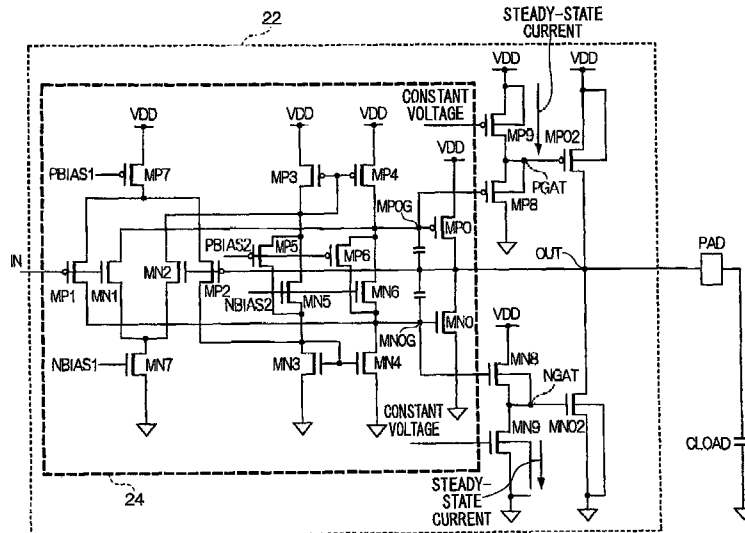 22
STEADY-STATE
CURRENT
VDD
VDD
CONSTANT
VOLTAGE
MP9
MP02
VDD
VDD
VDD
VDD
PBIAS1
MP7
MP3
MP4
MP0G
MP8
PGAT
MP0
IN
PBIAS2
MP5
MP6
OUT
PAD
MP1
MN1
MN2
MP2
NBIAS2
MN5
MN6
VDD
MN0G
MN0
MN8
NGAT
NBIAS1
MN7
MN3
MN4
CONSTANT
VOLTAGE
MN9
MN02
CLOAD
STEADY-
STATE
CURRENT
24